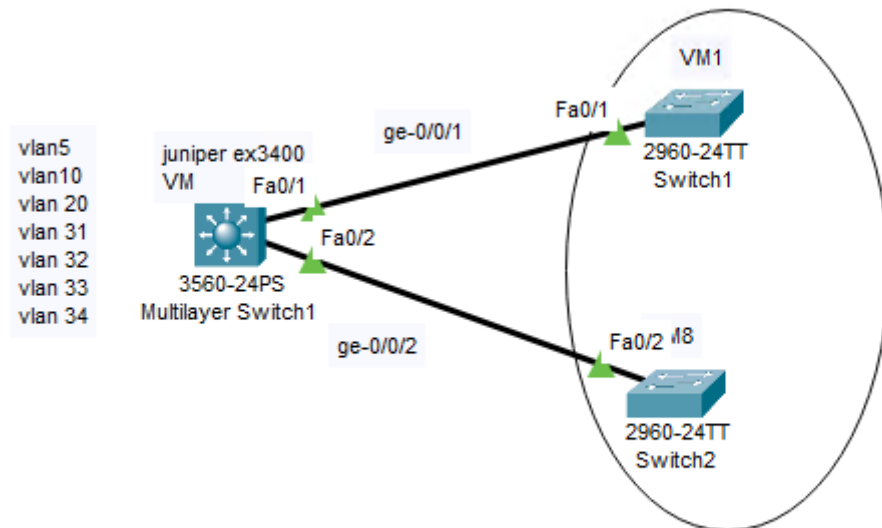 VM1
Fa0/1
ge-0/0/1
2960-24TT
Switch1
vlan5
vlan10
vlan 20
vlan 31
vlan 32
vlan 33
vlan 34
juniper ex3400
VM
Fa0/1
Fa0/2
3560-24PS
Multilayer Switch1
ge-0/0/2
Fa0/2
M8
2960-24TT
Switch2